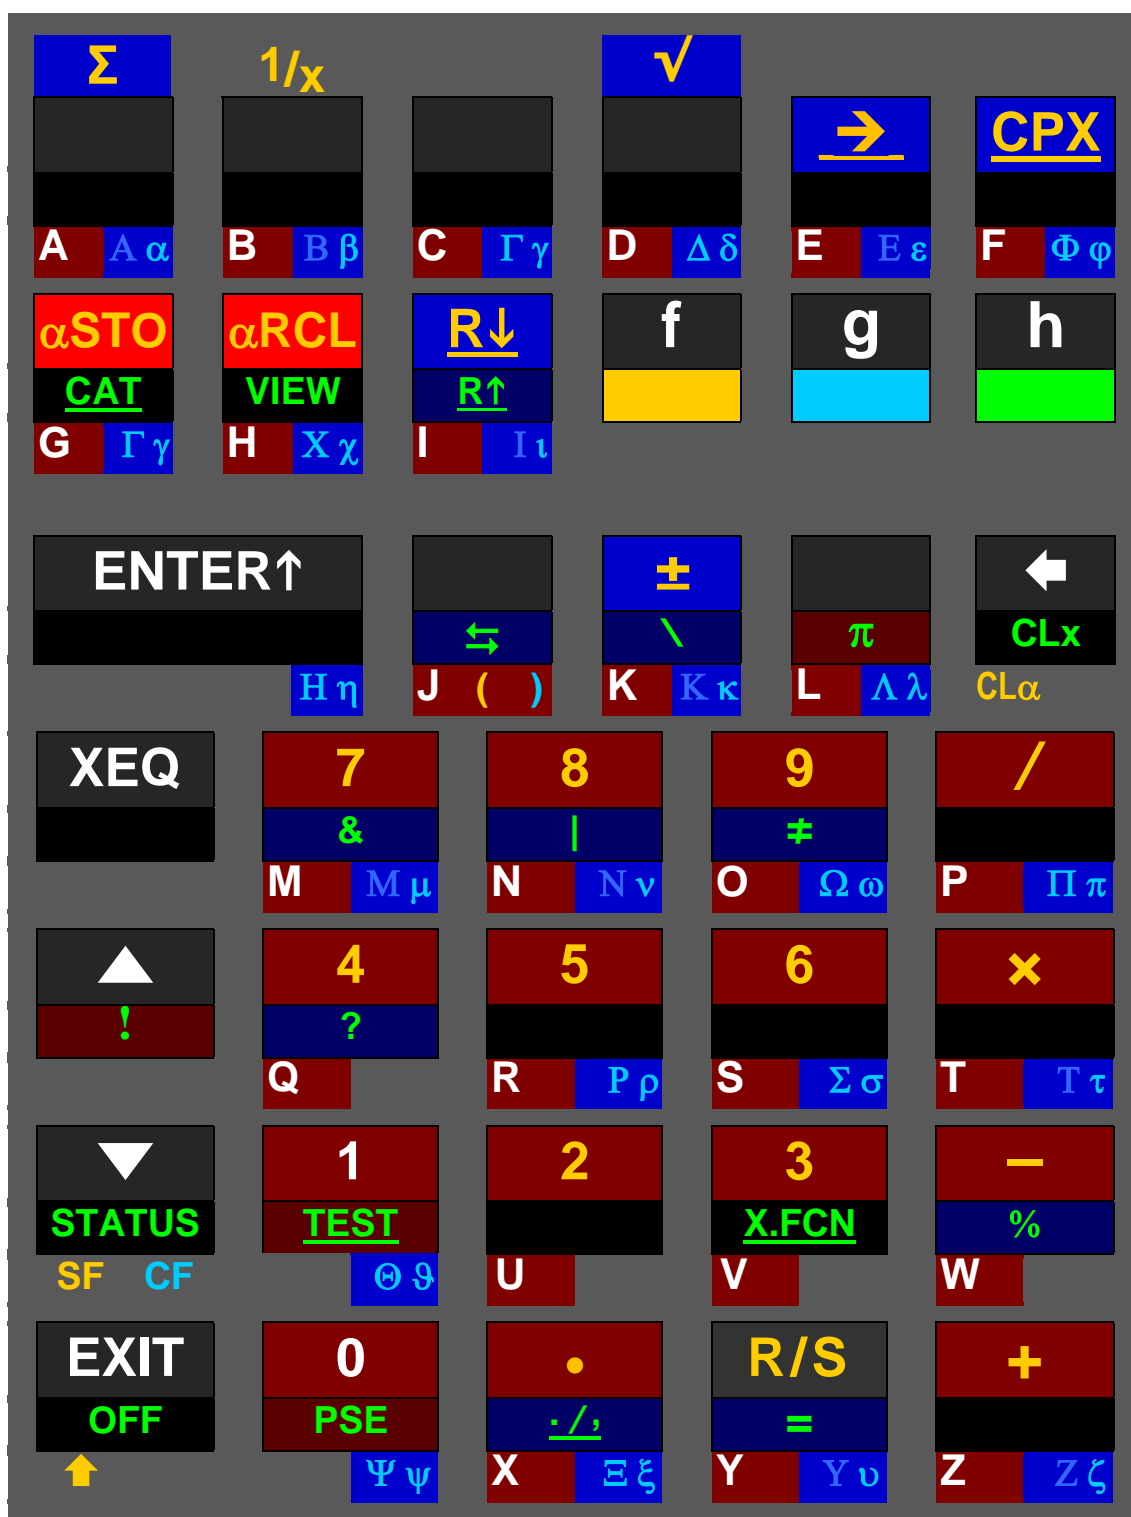 Σ 1/x √
→ CPX
A Α α B Β β C Γ γ D Δ δ E Ε ε F Φ φ
αSTO αRCL R↓ f g h
CAT VIEW R↑
G Γ γ H Χ χ I Ι ι
ENTER↑ ± ←
⇆ \ π CLx
Η η J ( ) K Κ κ L Λ λ CLα
XEQ 7 8 9 /
& | ≠
M Μ μ N Ν ν O Ω ω P Π π
▲ 4 5 6 ×
! ?
Q R Ρ ρ S Σ σ T Τ τ
▼ 1 2 3 −
STATUS TEST X.FCN %
SF CF Θ ϑ U V W
EXIT 0 . R/S +
OFF PSE ./, =
↑ Ψ ψ X Ξ ξ Y Υ υ Z Ζ ζ